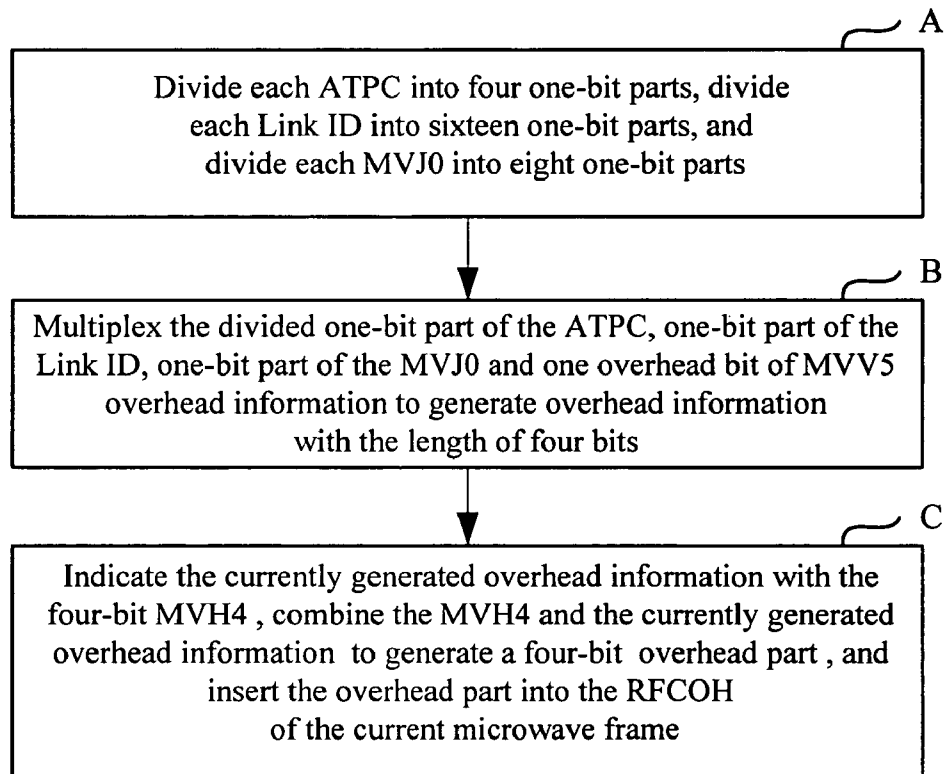 A
Divide each ATPC into four one-bit parts, divide
each Link ID into sixteen one-bit parts, and
divide each MVJ0 into eight one-bit parts
B
Multiplex the divided one-bit part of the ATPC, one-bit part of the
Link ID, one-bit part of the MVJ0 and one overhead bit of MVV5
overhead information to generate overhead information
with the length of four bits
C
Indicate the currently generated overhead information with the
four-bit MVH4 , combine the MVH4 and the currently generated
overhead information to generate a four-bit overhead part , and
insert the overhead part into the RFCOH
of the current microwave frame